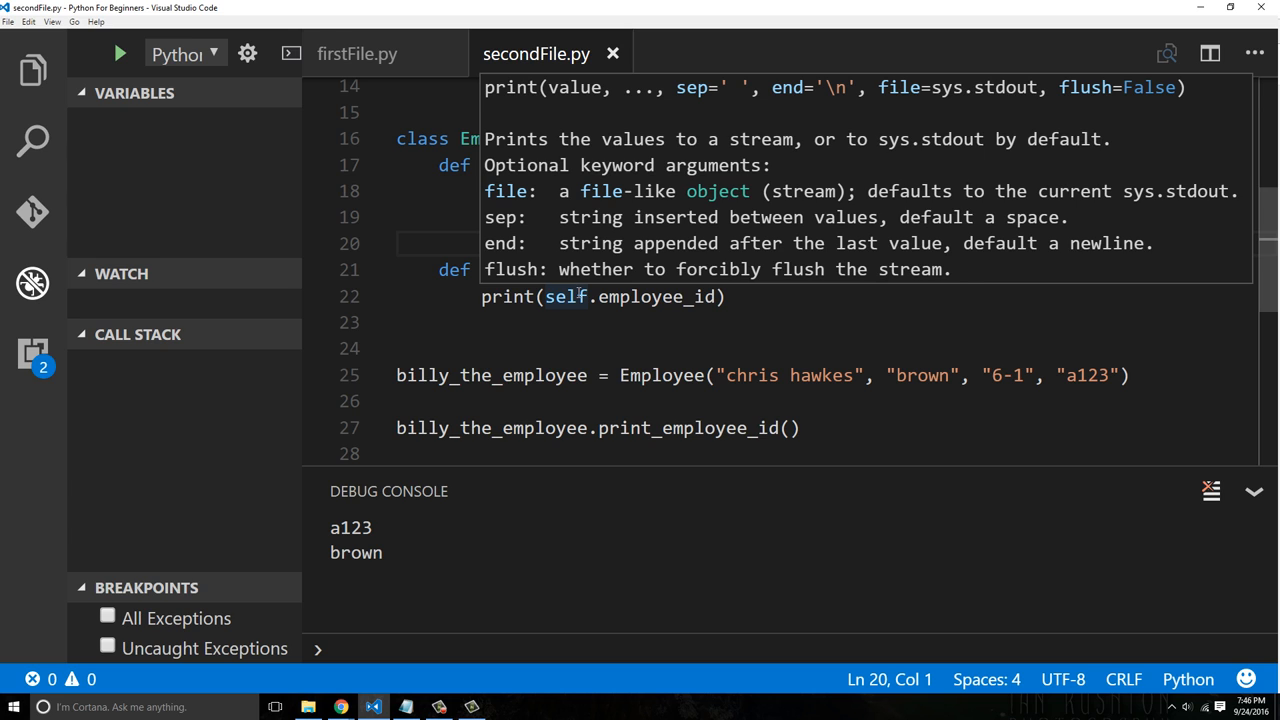 secondFile.py - Python For Beginners - Visual Studio Code
File Edit View Go Help
Python
firstFile.py
secondFile.py
VARIABLES
WATCH
CALL STACK
BREAKPOINTS
All Exceptions
Uncaught Exceptions
2
14
print(value, ..., sep=' ', end='\n', file=sys.stdout, flush=False)
15
16 class Em
Prints the values to a stream, or to sys.stdout by default.
17 def
Optional keyword arguments:
18
file: a file-like object (stream); defaults to the current sys.stdout.
19
sep: string inserted between values, default a space.
20
end: string appended after the last value, default a newline.
21 def
flush: whether to forcibly flush the stream.
22 print(self.employee_id)
23
24
25 billy_the_employee = Employee("chris hawkes", "brown", "6-1", "a123")
26
27 billy_the_employee.print_employee_id()
28
DEBUG CONSOLE
a123
brown
0 0
Ln 20, Col 1 Spaces: 4 UTF-8 CRLF Python
I'm Cortana. Ask me anything.
7:46 PM
9/24/2016